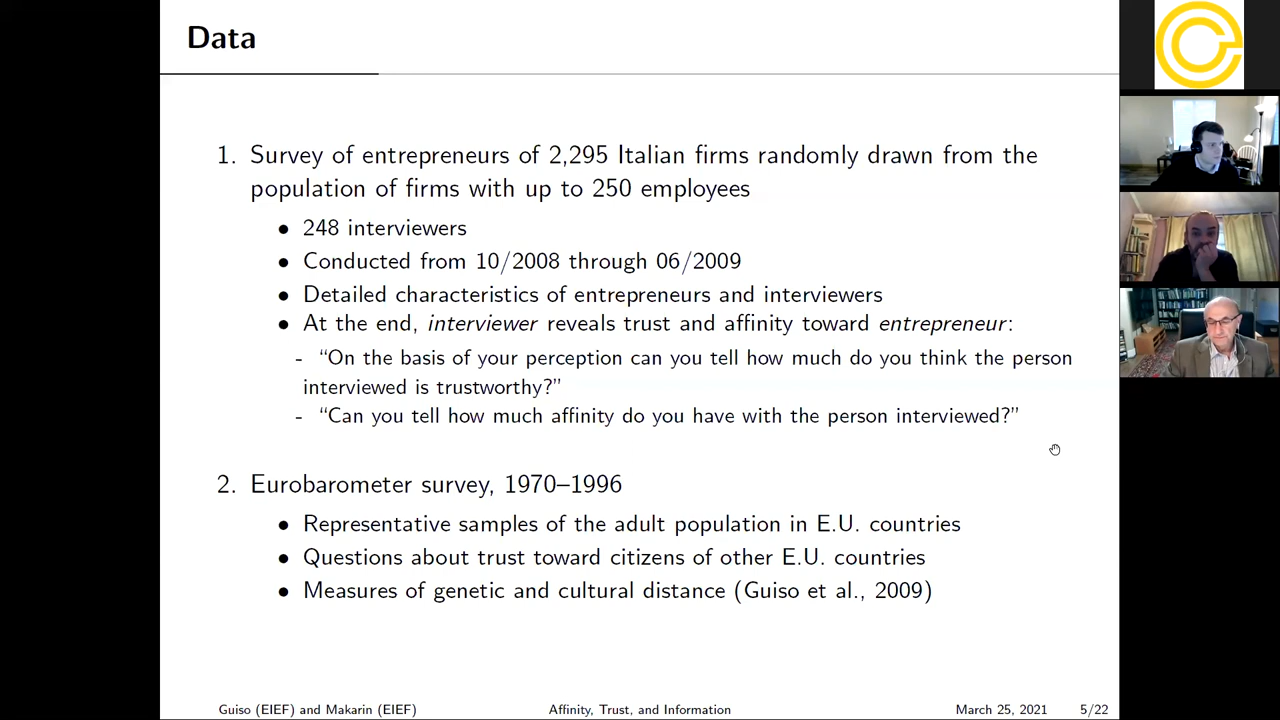 Data
1. Survey of entrepreneurs of 2,295 Italian firms randomly drawn from the
population of firms with up to 250 employees
• 248 interviewers
• Conducted from 10/2008 through 06/2009
• Detailed characteristics of entrepreneurs and interviewers
• At the end, interviewer reveals trust and affinity toward entrepreneur:
- “On the basis of your perception can you tell how much do you think the person
interviewed is trustworthy?”
- “Can you tell how much affinity do you have with the person interviewed?”
2. Eurobarometer survey, 1970–1996
• Representative samples of the adult population in E.U. countries
• Questions about trust toward citizens of other E.U. countries
• Measures of genetic and cultural distance (Guiso et al., 2009)
Guiso (EIEF) and Makarin (EIEF) Affinity, Trust, and Information March 25, 2021 5/22